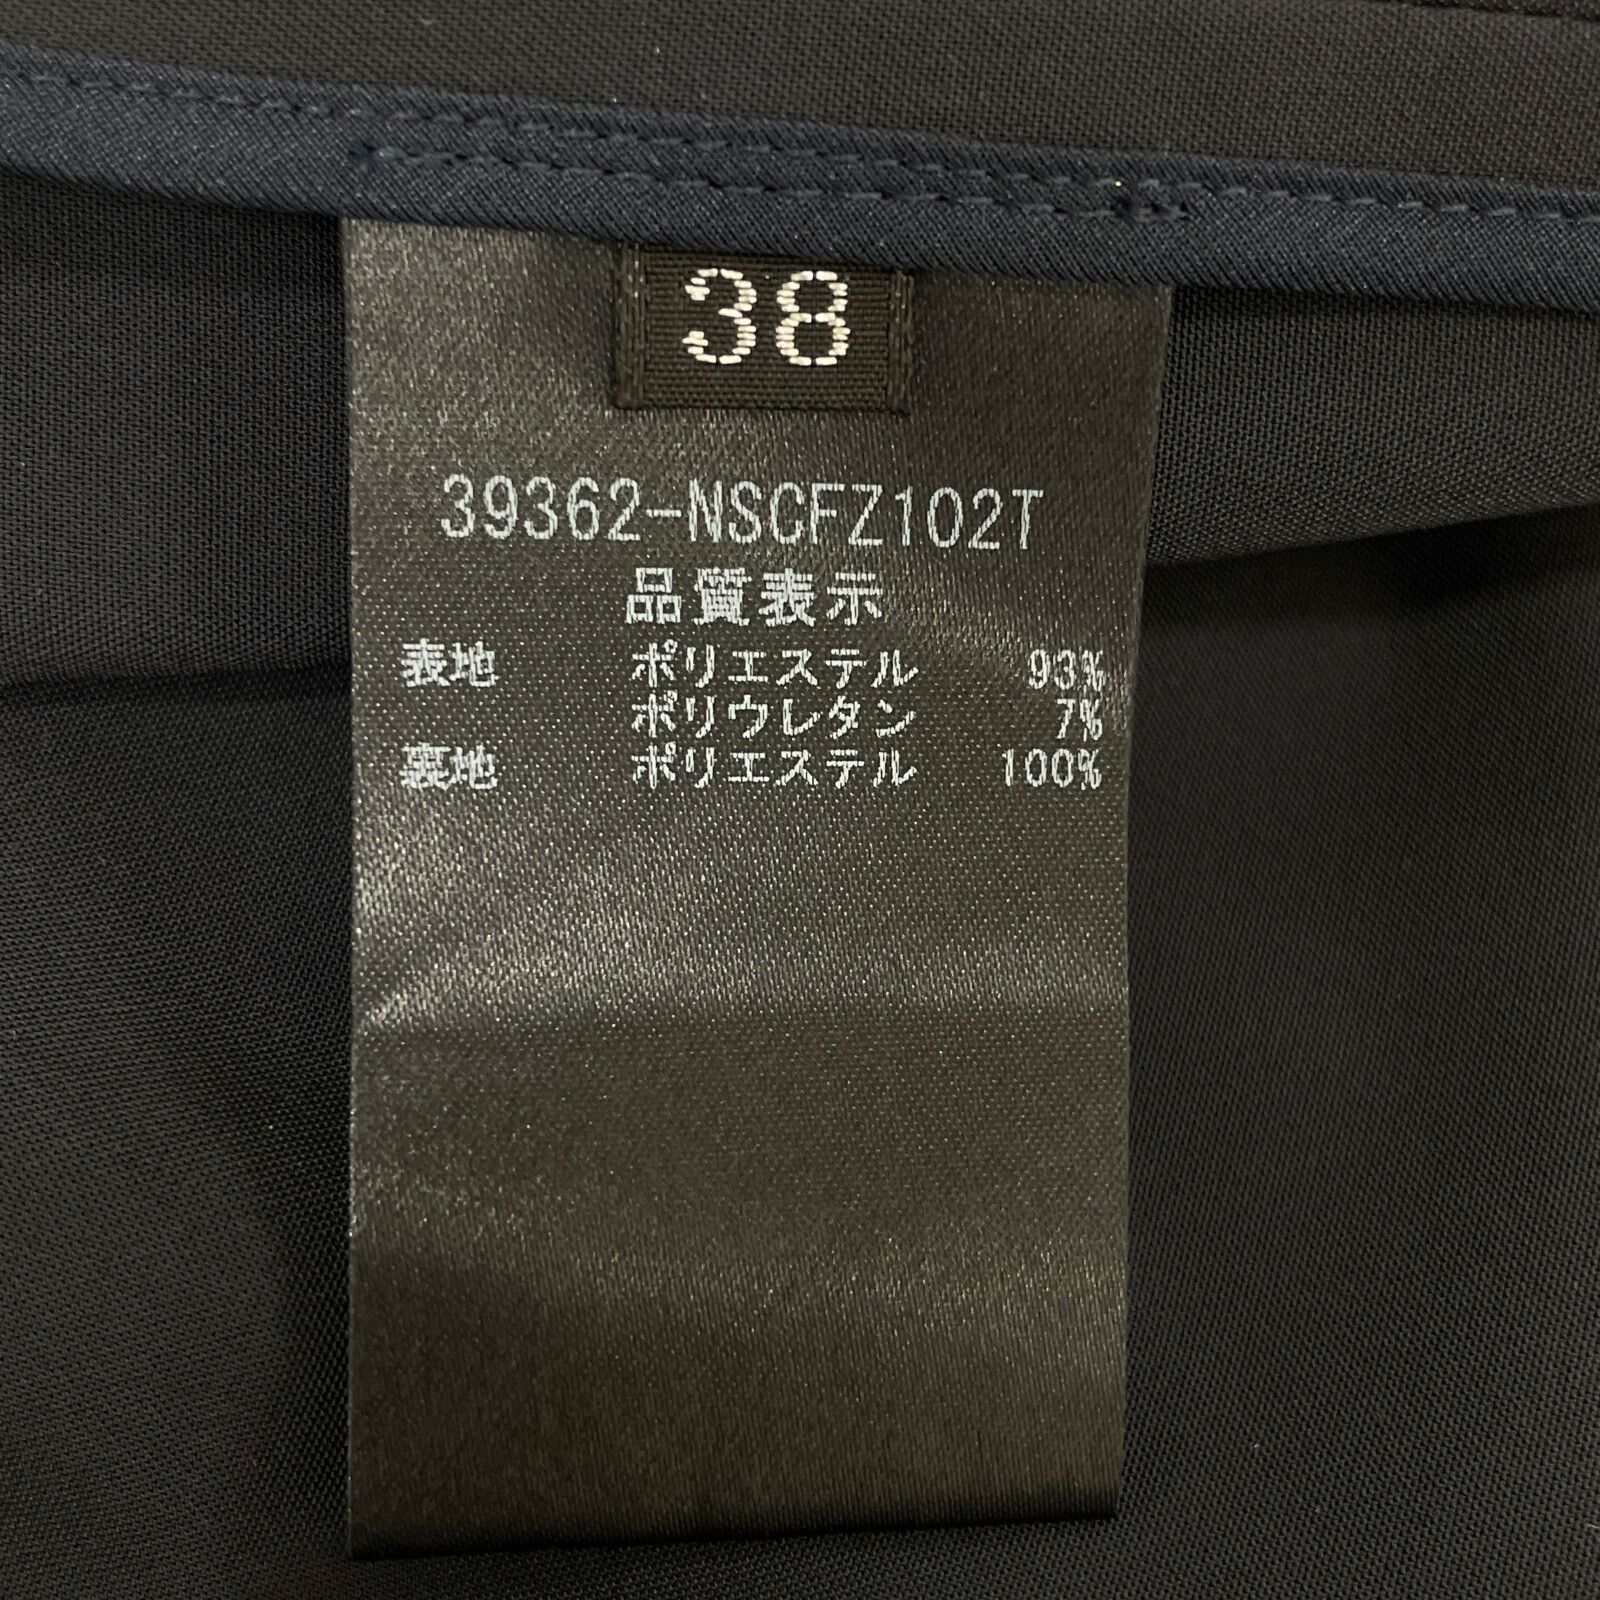 38
39362-NSCFZ102T
品質表示
表地 ポリエステル 93%
ポリウレタン 7%
裏地 ポリエステル 100%